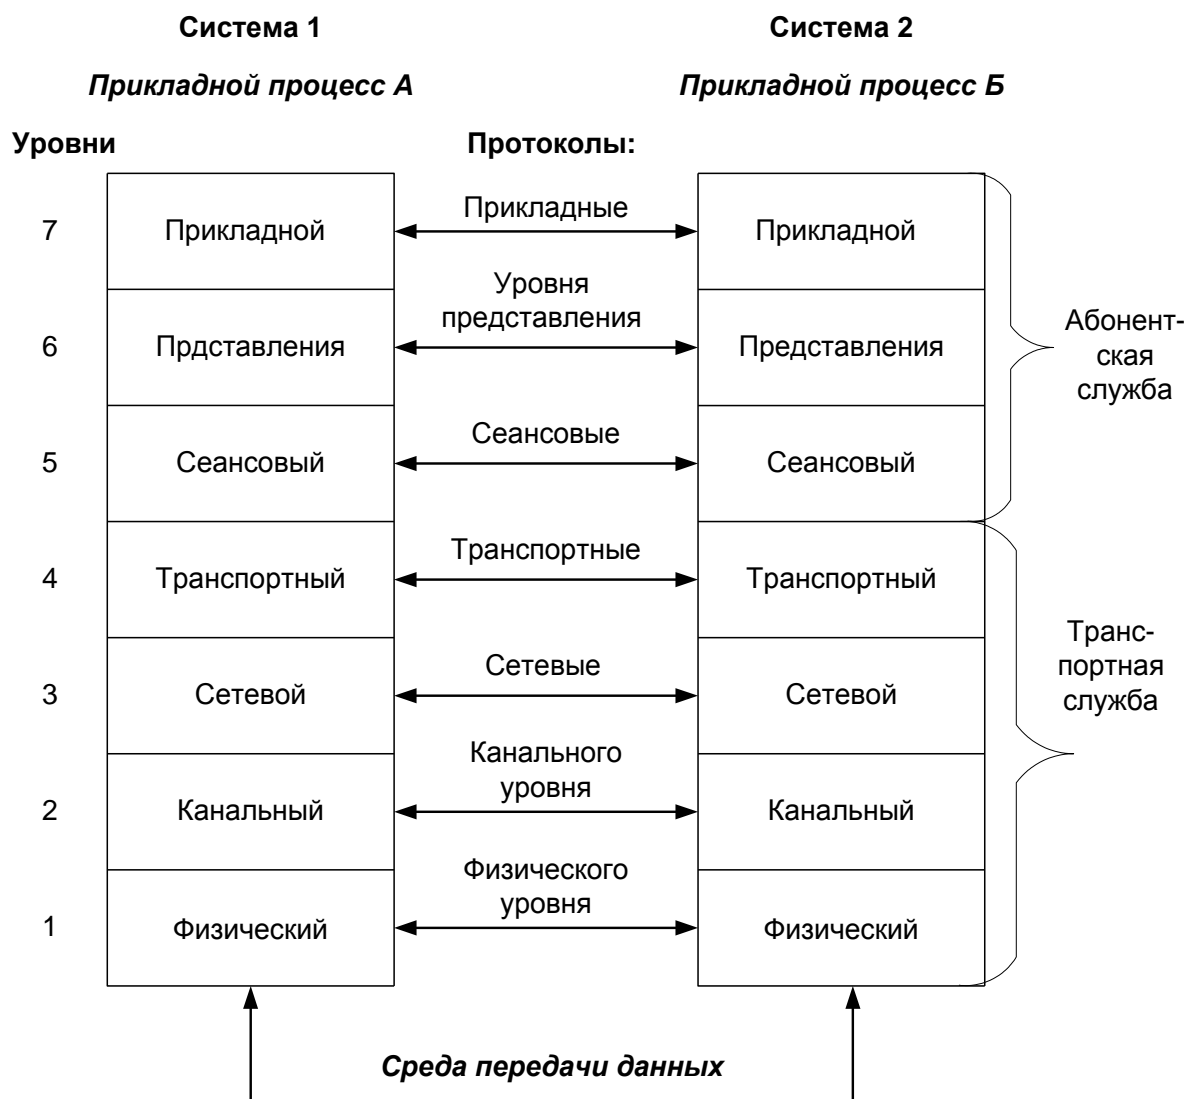 Система 1
Система 2
Прикладной процесс А
Прикладной процесс Б
Уровни
Протоколы:
7
Прикладной
Прикладные
Прикладной
6
Прдставления
Уровня
представления
Представления
Абонент-
ская
служба
5
Сеансовый
Сеансовые
Сеансовый
4
Транспортный
Транспортные
Транспортный
3
Сетевой
Сетевые
Сетевой
Транс-
портная
служба
2
Канальный
Канального
уровня
Канальный
1
Физический
Физического
уровня
Физический
Среда передачи данных